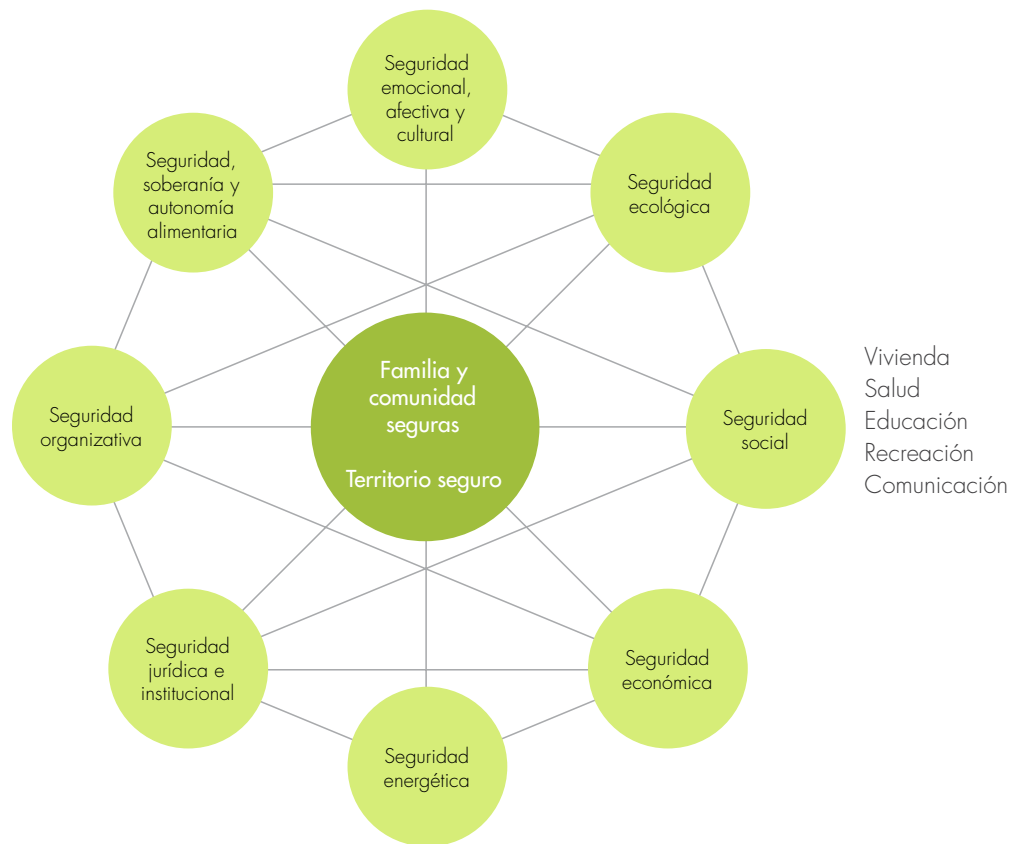 Seguridad
emocional,
afectiva y
cultural
Seguridad,
soberanía y
autonomía
alimentaria
Seguridad
ecológica
Familia y
comunidad
seguras
Territorio seguro
Seguridad
organizativa
Seguridad
social
Vivienda
Salud
Educación
Recreación
Comunicación
Seguridad
jurídica e
institucional
Seguridad
económica
Seguridad
energética